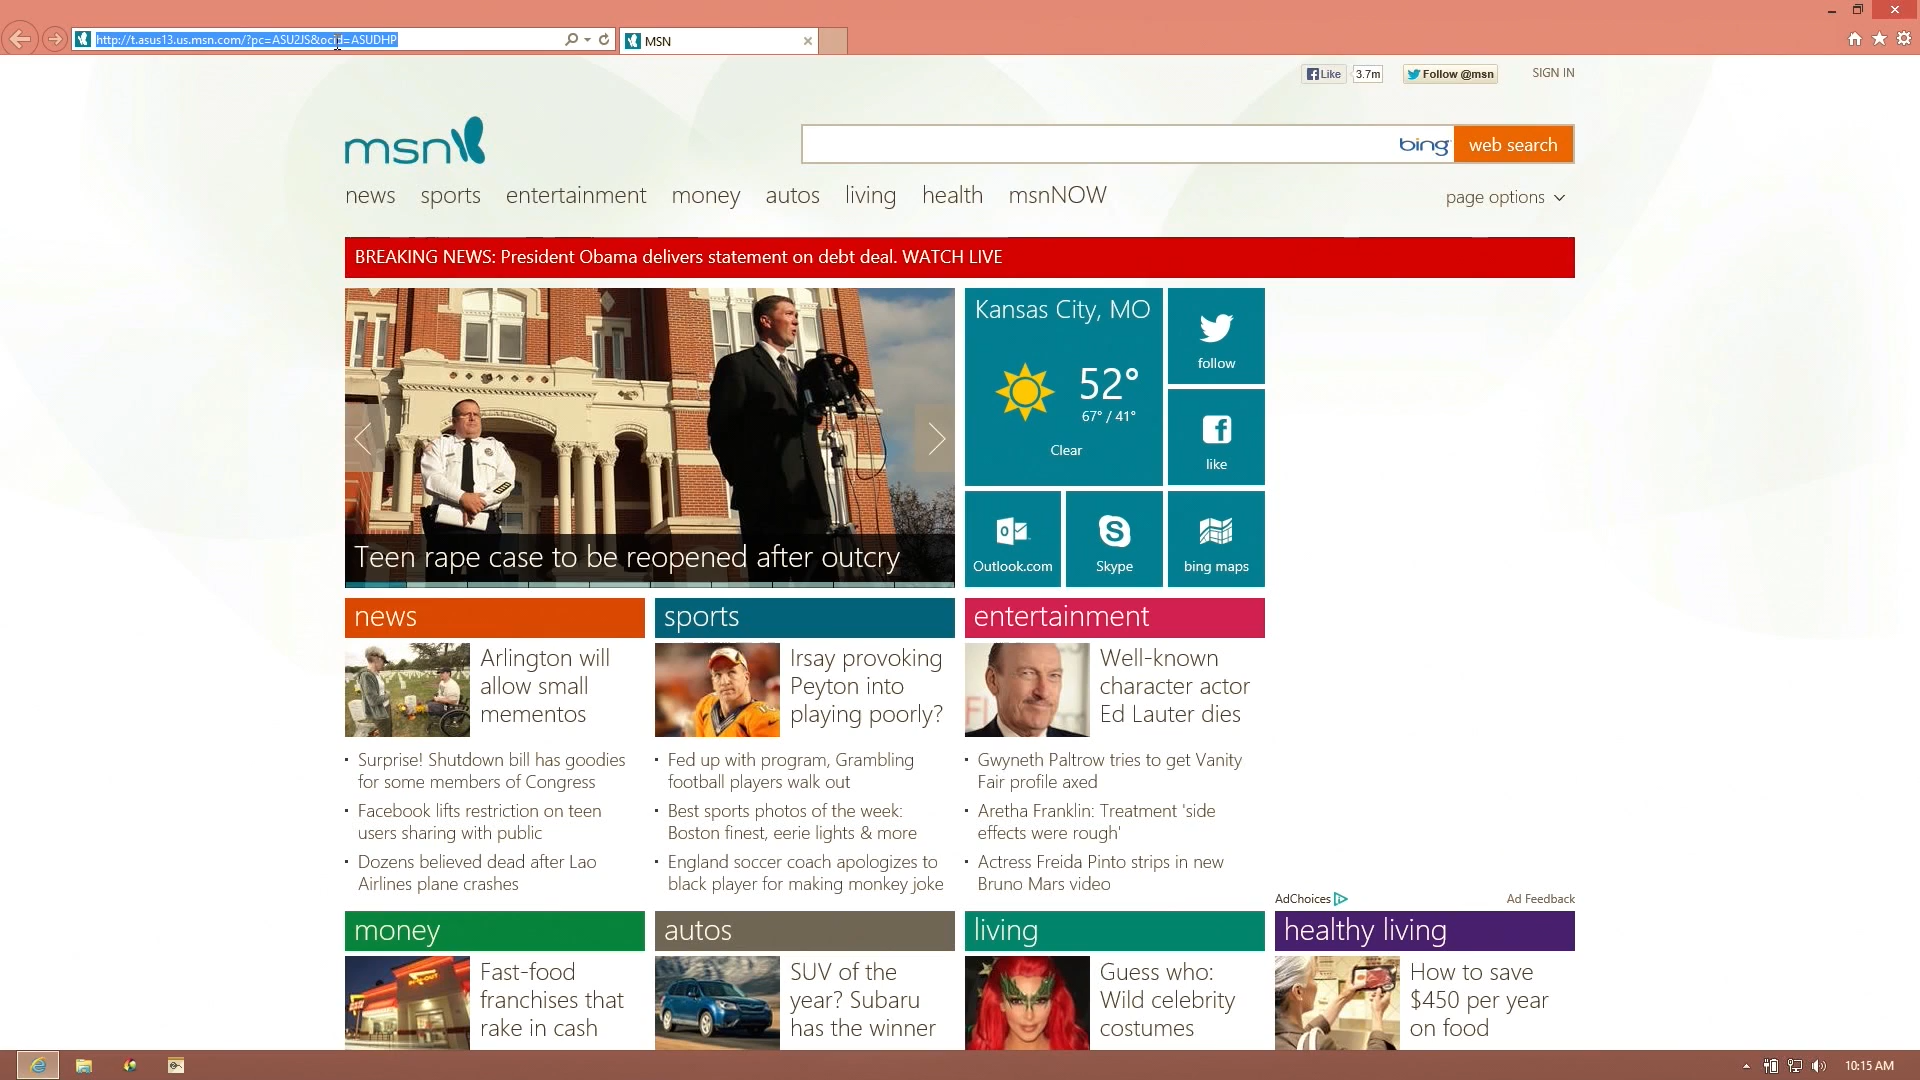 http://t.asus13.us.msn.com/?pc=ASU2JS&ocid=ASUDHP
MSN
Like
3.7m
Follow @msn
SIGN IN
msn
bing
web search
news
sports
entertainment
money
autos
living
health
msnNOW
page options
BREAKING NEWS: President Obama delivers statement on debt deal. WATCH LIVE
Teen rape case to be reopened after outcry
Kansas City, MO
52°
67° / 41°
Clear
follow
like
Outlook.com
Skype
bing maps
news
Arlington will
allow small
mementos
Surprise! Shutdown bill has goodies
for some members of Congress
Facebook lifts restriction on teen
users sharing with public
Dozens believed dead after Lao
Airlines plane crashes
sports
Irsay provoking
Peyton into
playing poorly?
Fed up with program, Grambling
football players walk out
Best sports photos of the week:
Boston finest, eerie lights & more
England soccer coach apologizes to
black player for making monkey joke
entertainment
Well-known
character actor
Ed Lauter dies
Gwyneth Paltrow tries to get Vanity
Fair profile axed
Aretha Franklin: Treatment 'side
effects were rough'
Actress Freida Pinto strips in new
Bruno Mars video
AdChoices
Ad Feedback
money
Fast-food
franchises that
rake in cash
autos
SUV of the
year? Subaru
has the winner
living
Guess who:
Wild celebrity
costumes
healthy living
How to save
$450 per year
on food
10:15 AM